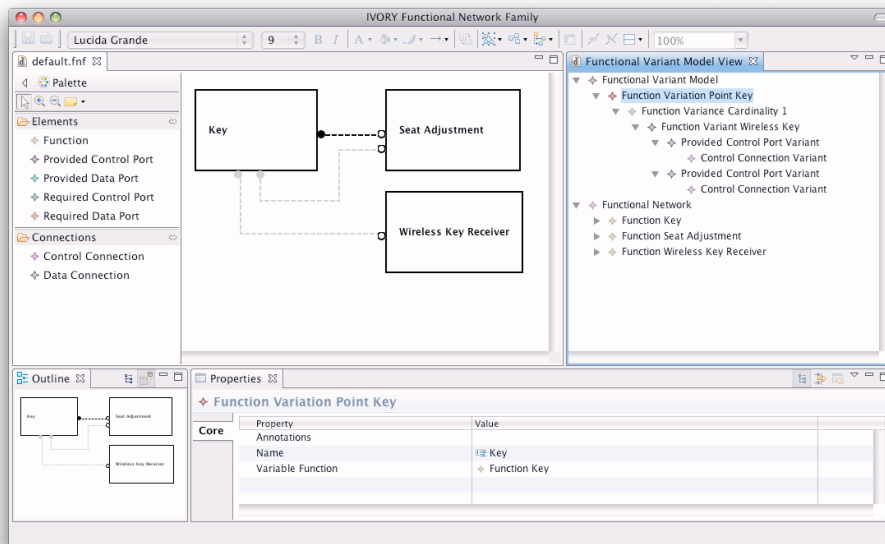 IVORY Functional Network Family
Lucida Grande
9
B I
A
100%
default.fnf
Palette
Elements
Function
Provided Control Port
Provided Data Port
Required Control Port
Required Data Port
Connections
Control Connection
Data Connection
Key
Seat Adjustment
Wireless Key Receiver
Functional Variant Model View
Functional Variant Model
Function Variation Point Key
Function Variance Cardinality 1
Function Variant Wireless Key
Provided Control Port Variant
Control Connection Variant
Provided Control Port Variant
Control Connection Variant
Functional Network
Function Key
Function Seat Adjustment
Function Wireless Key Receiver
Outline
Key
Seat Adjustment
Wireless Key Receiver
Properties
Function Variation Point Key
Core
Property Value
Annotations
Name Key
Variable Function Function Key